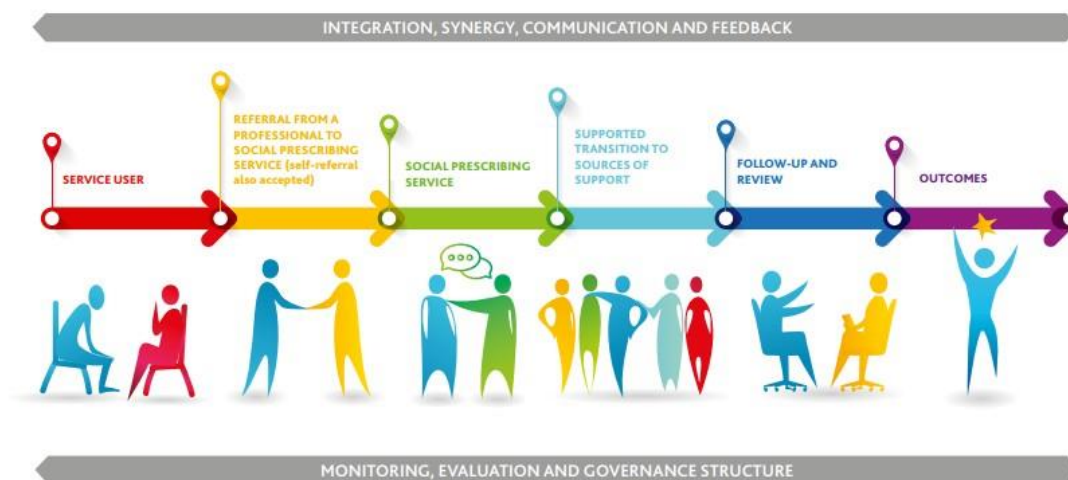 INTEGRATION, SYNERGY, COMMUNICATION AND FEEDBACK
SERVICE USER
REFERRAL FROM A
PROFESSIONAL TO
SOCIAL PRESCRIBING
SERVICE (self-referral
also accepted)
SOCIAL PRESCRIBING
SERVICE
SUPPORTED
TRANSITION TO
SOURCES OF
SUPPORT
FOLLOW-UP AND
REVIEW
OUTCOMES
MONITORING, EVALUATION AND GOVERNANCE STRUCTURE